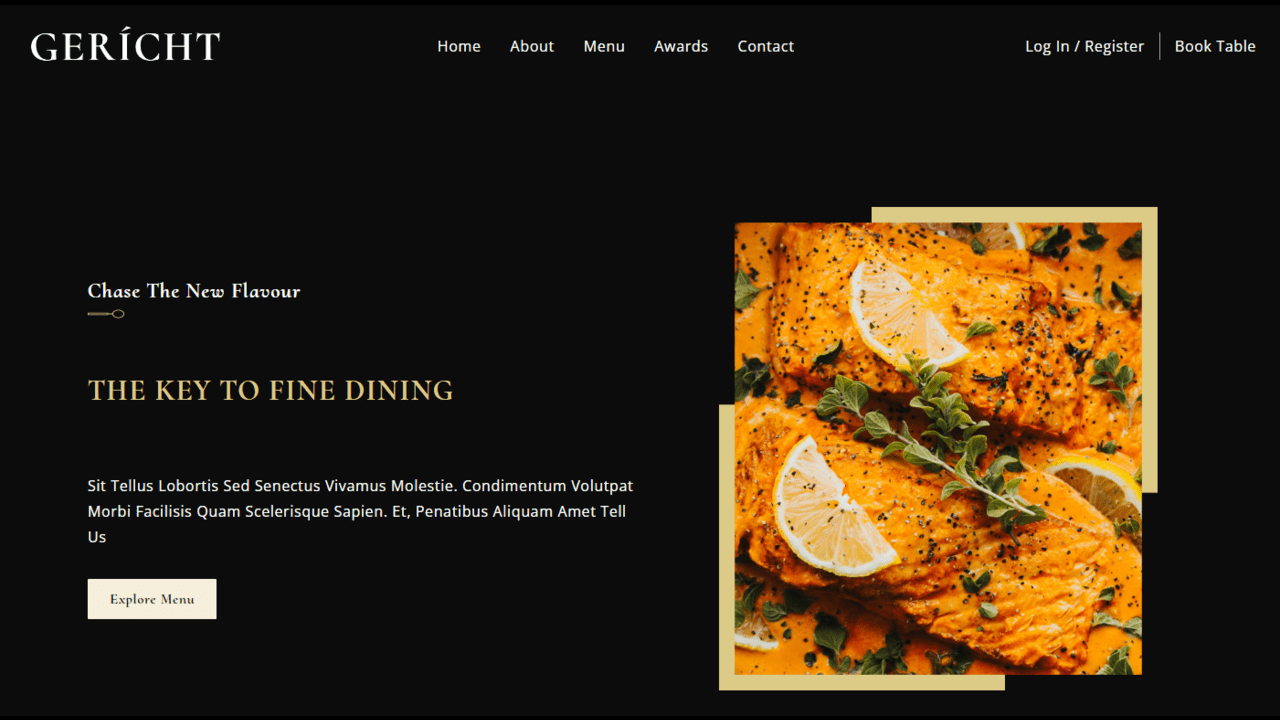 GERÍCHT
Home About Menu Awards Contact
Log In / Register Book Table
Chase The New Flavour
THE KEY TO FINE DINING
Sit Tellus Lobortis Sed Senectus Vivamus Molestie. Condimentum Volutpat
Morbi Facilisis Quam Scelerisque Sapien. Et, Penatibus Aliquam Amet Tell
Us
Explore Menu